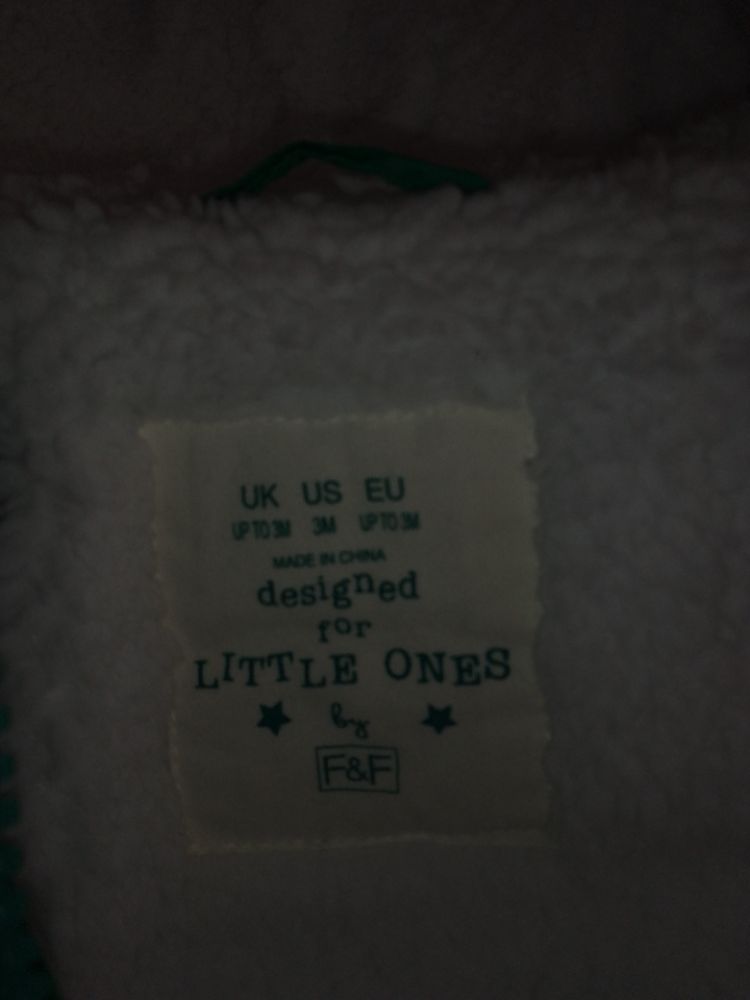 UK US EU
UP TO 3M 3M UP TO 3M
MADE IN CHINA
designed
for
LITTLE ONES
by
F&F